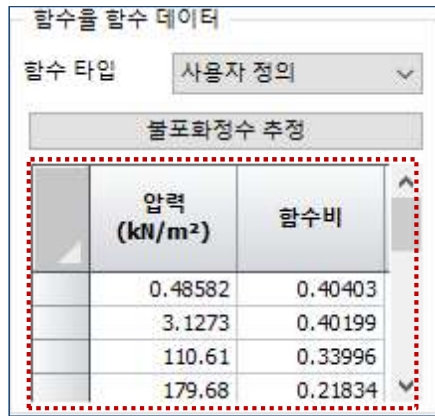 함수율 함수 데이터
함수 타입 사용자 정의
불포화정수 추정
압력 함수비
(kN/m²)
0.48582 0.40403
3.1273 0.40199
110.61 0.33996
179.68 0.21834